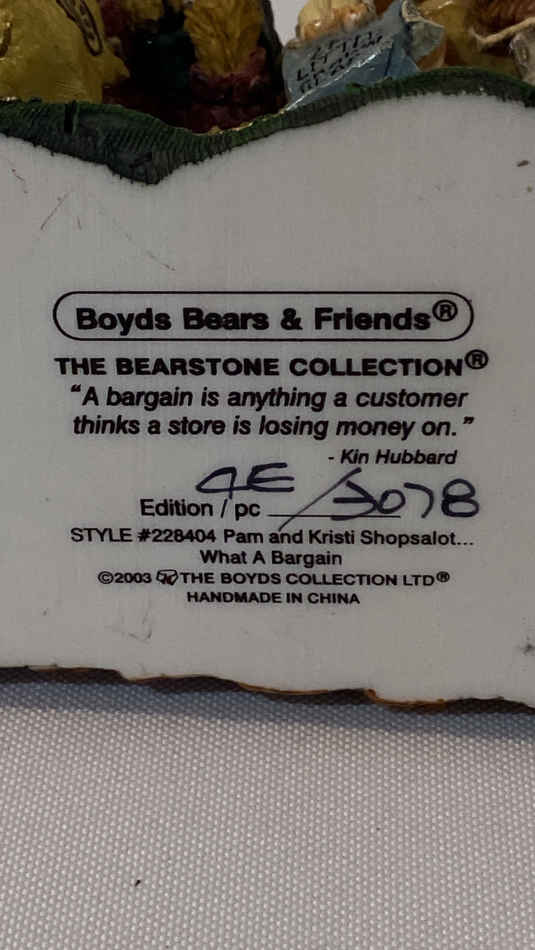 Boyds Bears & Friends®
THE BEARSTONE COLLECTION®
"A bargain is anything a customer
thinks a store is losing money on."
- Kin Hubbard
Edition / pc 4E/3078
STYLE #228404 Pam and Kristi Shopsalot...
What A Bargain
©2003 THE BOYDS COLLECTION LTD®
HANDMADE IN CHINA